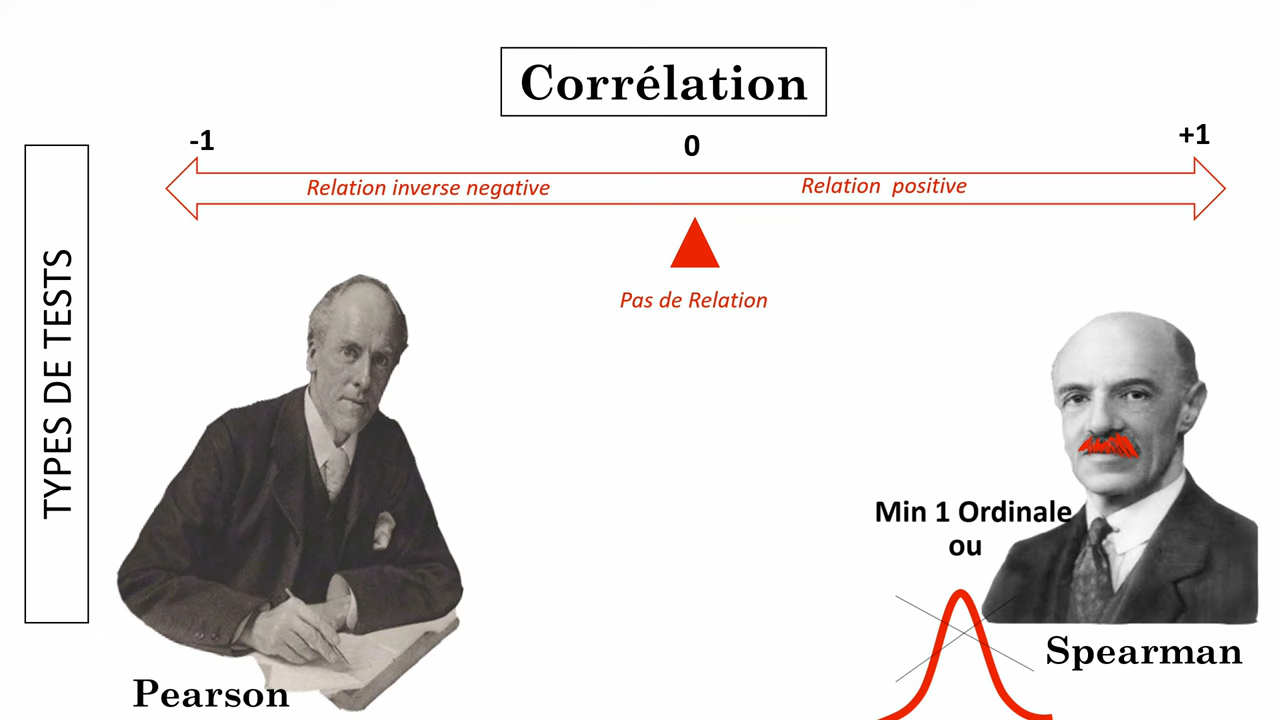 Corrélation
-1
0
+1
Relation inverse negative
Relation positive
Pas de Relation
TYPES DE TESTS
Min 1 Ordinale
ou
Pearson
Spearman